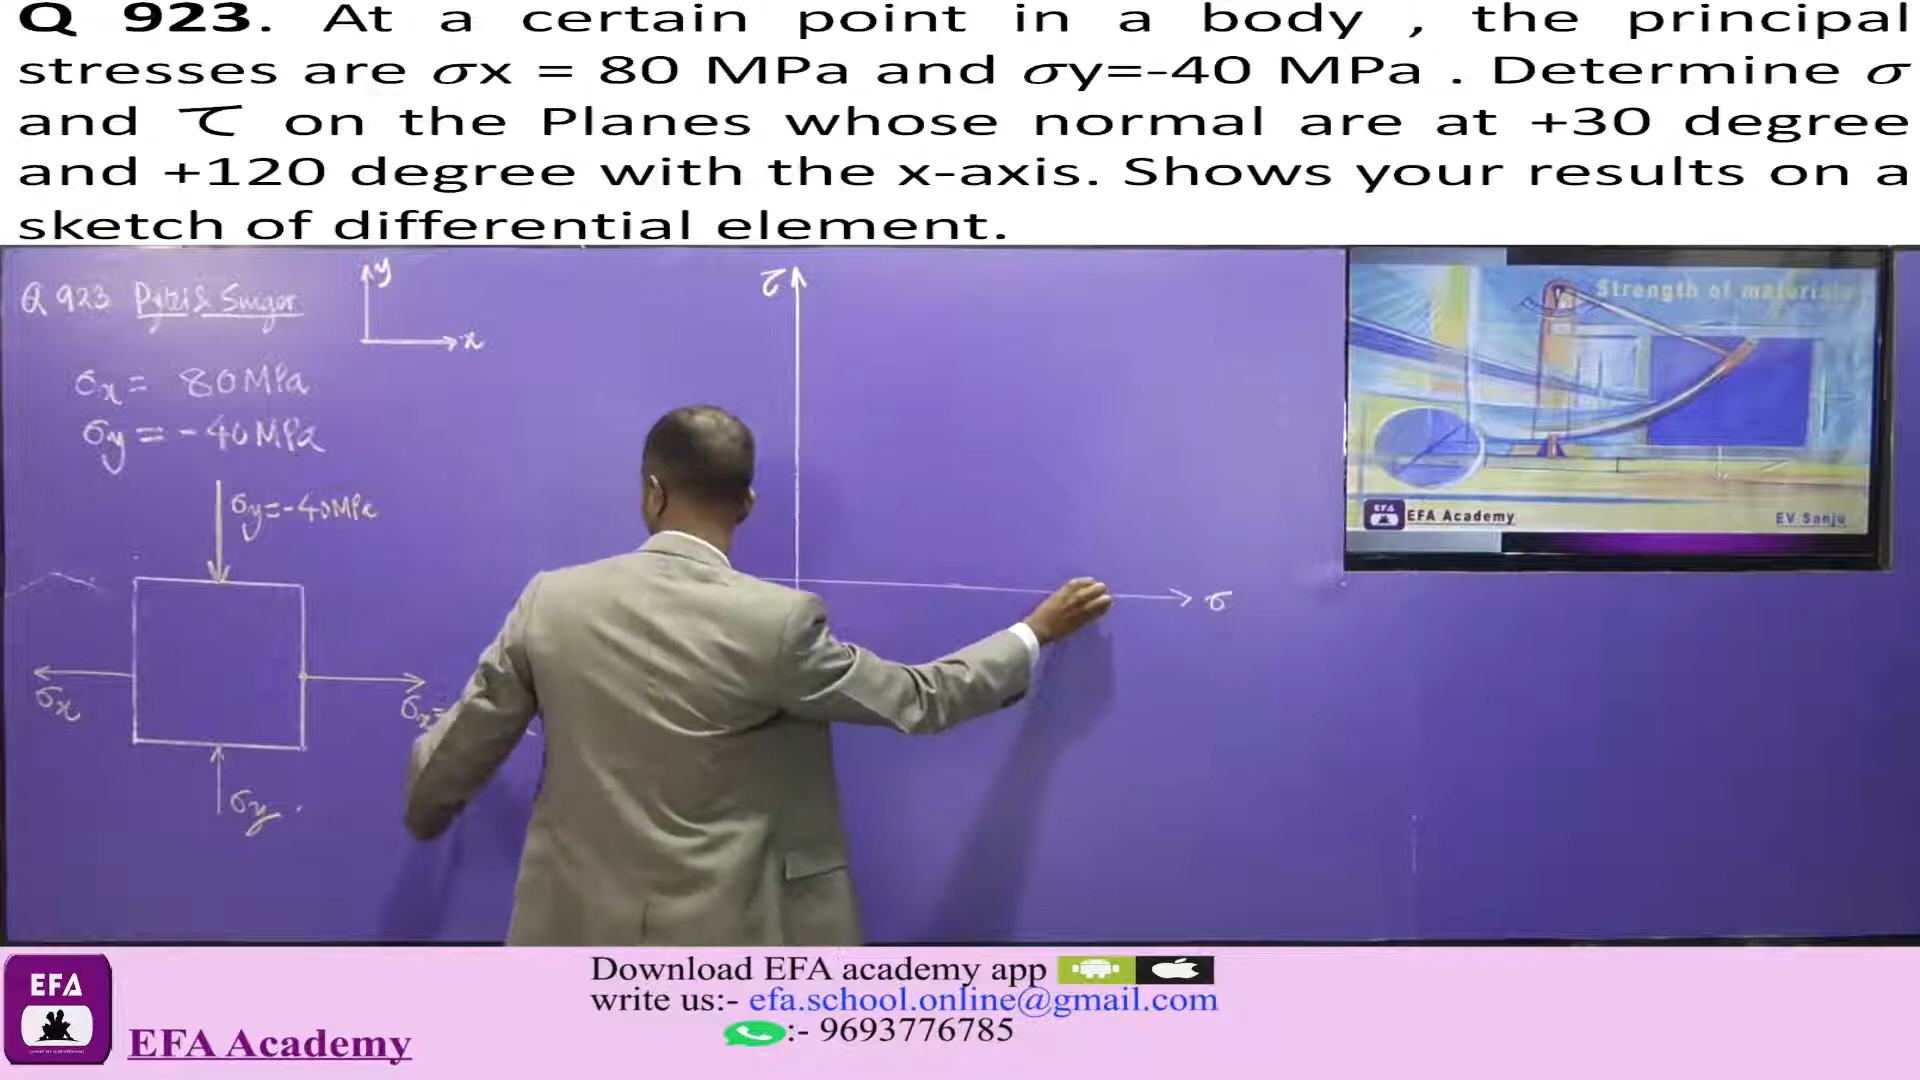 Q 923. At a certain point in a body , the principal
stresses are σx = 80 MPa and σy=-40 MPa . Determine σ
and τ on the Planes whose normal are at +30 degree
and +120 degree with the x-axis. Shows your results on a
sketch of differential element.
Q 923 Pytel & Singer
y
x
σx = 80MPa
σy = -40MPa
σy=-40MPa
σx
σx=
σy
τ
σ
Strength of materials
EFA
EFA Academy
EV Sanju
EFA
EFA Academy
Download EFA academy app
write us:- efa.school.online@gmail.com
:- 9693776785